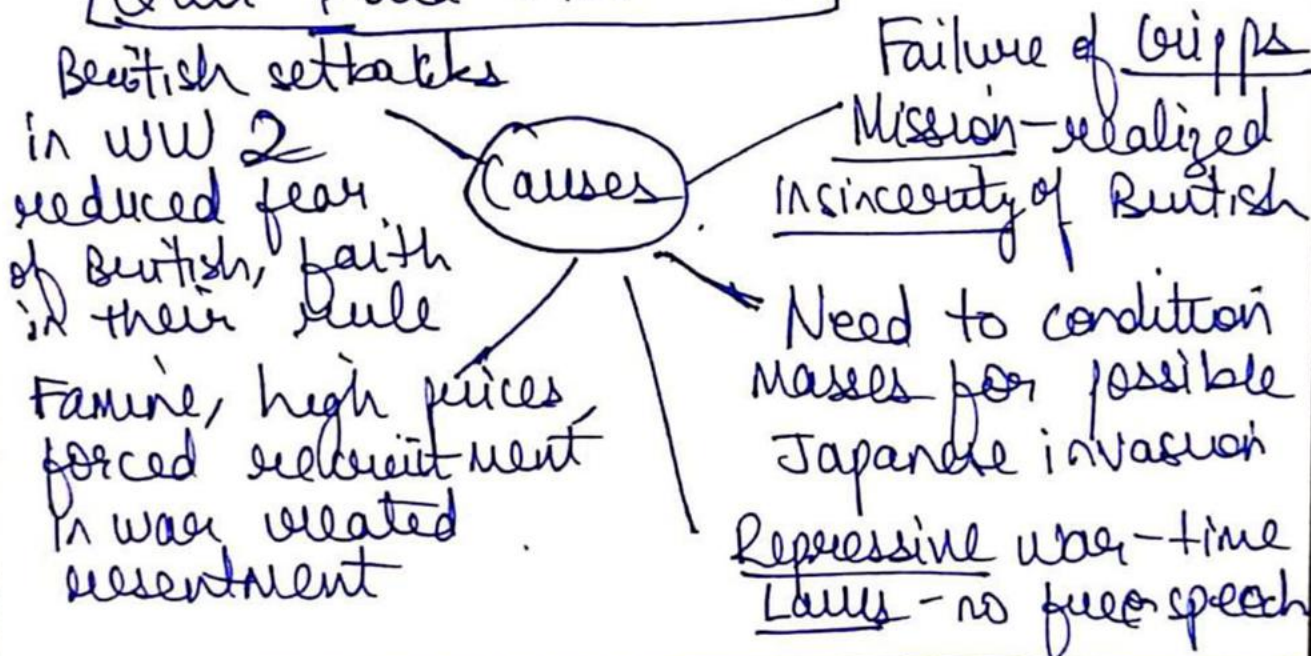 British setbacks
in WW 2
reduced fear
of British, faith
in their rule
Causes
Failure of Cripps
Mission-realized
insincerity of British
Need to condition
masses for possible
Japanese invasion
Repressive war-time
Laws - no free speech
Famine, high prices,
forced recruitment
in war created
resentment